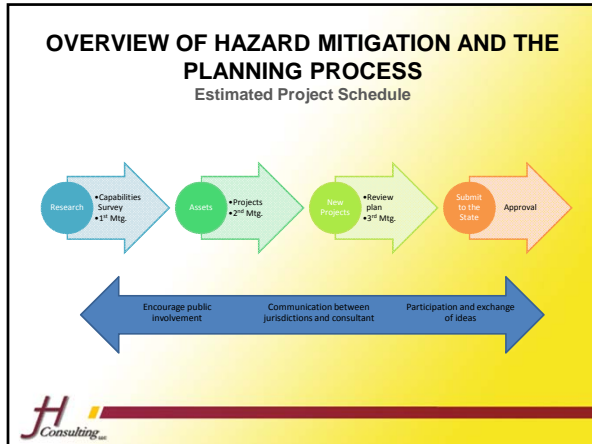 OVERVIEW OF HAZARD MITIGATION AND THE
PLANNING PROCESS
Estimated Project Schedule
Research
•Capabilities
Survey
•1st Mtg.
Assets
•Projects
•2nd Mtg.
New
Projects
•Review
plan
•3rd Mtg.
Submit
to the
State
Approval
Encourage public
involvement
Communication between
jurisdictions and consultant
Participation and exchange
of ideas
JH
Consulting, LLC